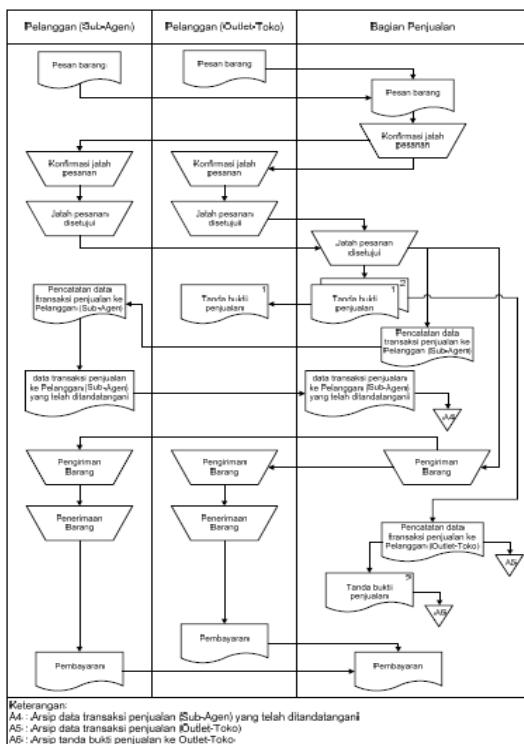 Pelanggan (Sub-Agen)
Pelanggan (Outlet-Toko)
Bagian Penjualan
Pesan barang
Pesan barang
Pesan barang
Konfirmasi jatah
pesanan
Konfirmasi jatah
pesanan
Konfirmasi jatah
pesanan
Jatah pesanan
disetujui
Jatah pesanan
disetujui
Jatah pesanan
disetujui
Pencatatan data
transaksi penjualan ke
Pelanggan (Sub-Agen)
1
Tanda bukti
penjualan
2
1
Tanda bukti
penjualan
Pencatatan data
transaksi penjualan ke
Pelanggan (Sub-Agen)
data transaksi penjualan
ke Pelanggan (Sub-Agen)
yang telah ditandatangani
data transaksi penjualan
ke Pelanggan (Sub-Agen)
yang telah ditandatangani
A4
Pengiriman
Barang
Pengiriman
Barang
Pengiriman
Barang
Penerimaan
Barang
Penerimaan
Barang
Pencatatan data
transaksi penjualan ke
Pelanggan (Outlet-Toko)
A5
Tanda bukti
penjualan
A6
Pembayaran
Pembayaran
Pembayaran
Keterangan:
A4 : Arsip data transaksi penjualan (Sub-Agen) yang telah ditandatangani
A5 : Arsip data transaksi penjualan (Outlet-Toko)
A6 : Arsip tanda bukti penjualan ke Outlet-Toko